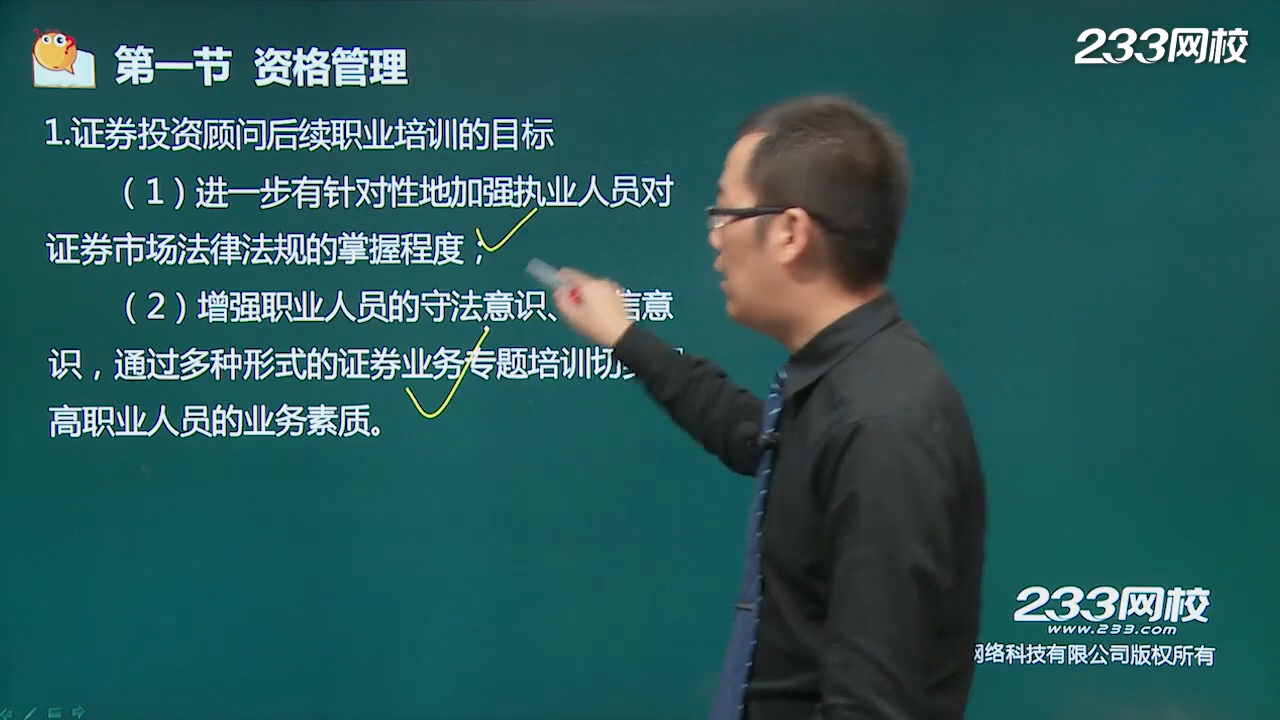 233网校
第一节 资格管理
1.证券投资顾问后续职业培训的目标
（1）进一步有针对性地加强执业人员对
证券市场法律法规的掌握程度；
（2）增强职业人员的守法意识、 信意
识，通过多种形式的证券业务专题培训切
高职业人员的业务素质。
233网校
www.233.com
网络科技有限公司版权所有